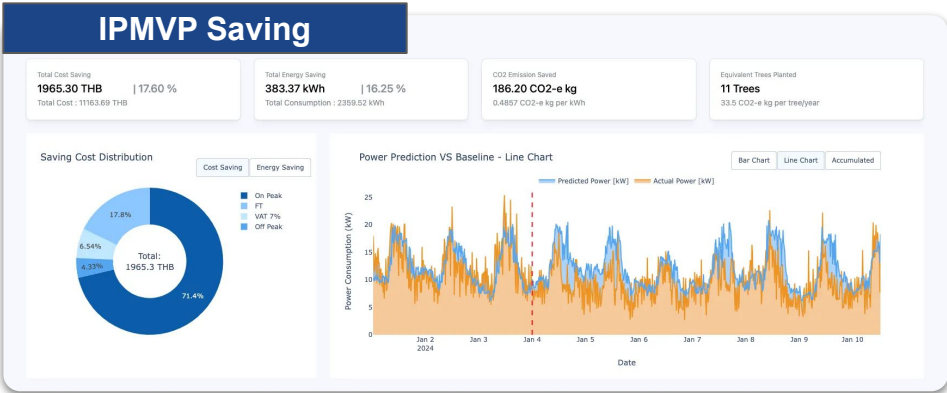 IPMVP Saving
Total Cost Saving
1965.30 THB | 17.60 %
Total Cost : 11163.69 THB
Total Energy Saving
383.37 kWh | 16.25 %
Total Consumption : 2359.52 kWh
CO2 Emission Saved
186.20 CO2-e kg
0.4857 CO2-e kg per kWh
Equivalent Trees Planted
11 Trees
33.5 CO2-e kg per tree/year
Saving Cost Distribution
Cost Saving Energy Saving
On Peak
FT
VAT 7%
Off Peak
17.8%
6.54%
4.33%
71.4%
Total:
1965.3 THB
Power Prediction VS Baseline - Line Chart
Bar Chart Line Chart Accumulated
Predicted Power [kW] Actual Power [kW]
Power Consumption (kW)
25
20
15
10
5
0
Jan 2 Jan 3 Jan 4 Jan 5 Jan 6 Jan 7 Jan 8 Jan 9 Jan 10
2024
Date